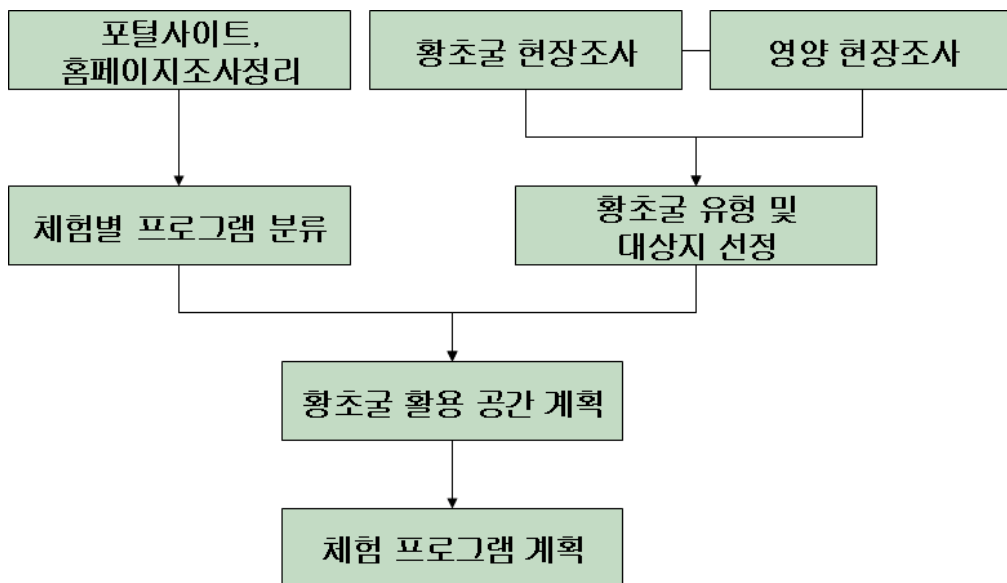 포털사이트,
홈페이지조사정리
황초굴 현장조사
영양 현장조사
체험별 프로그램 분류
황초굴 유형 및
대상지 선정
황초굴 활용 공간 계획
체험 프로그램 계획